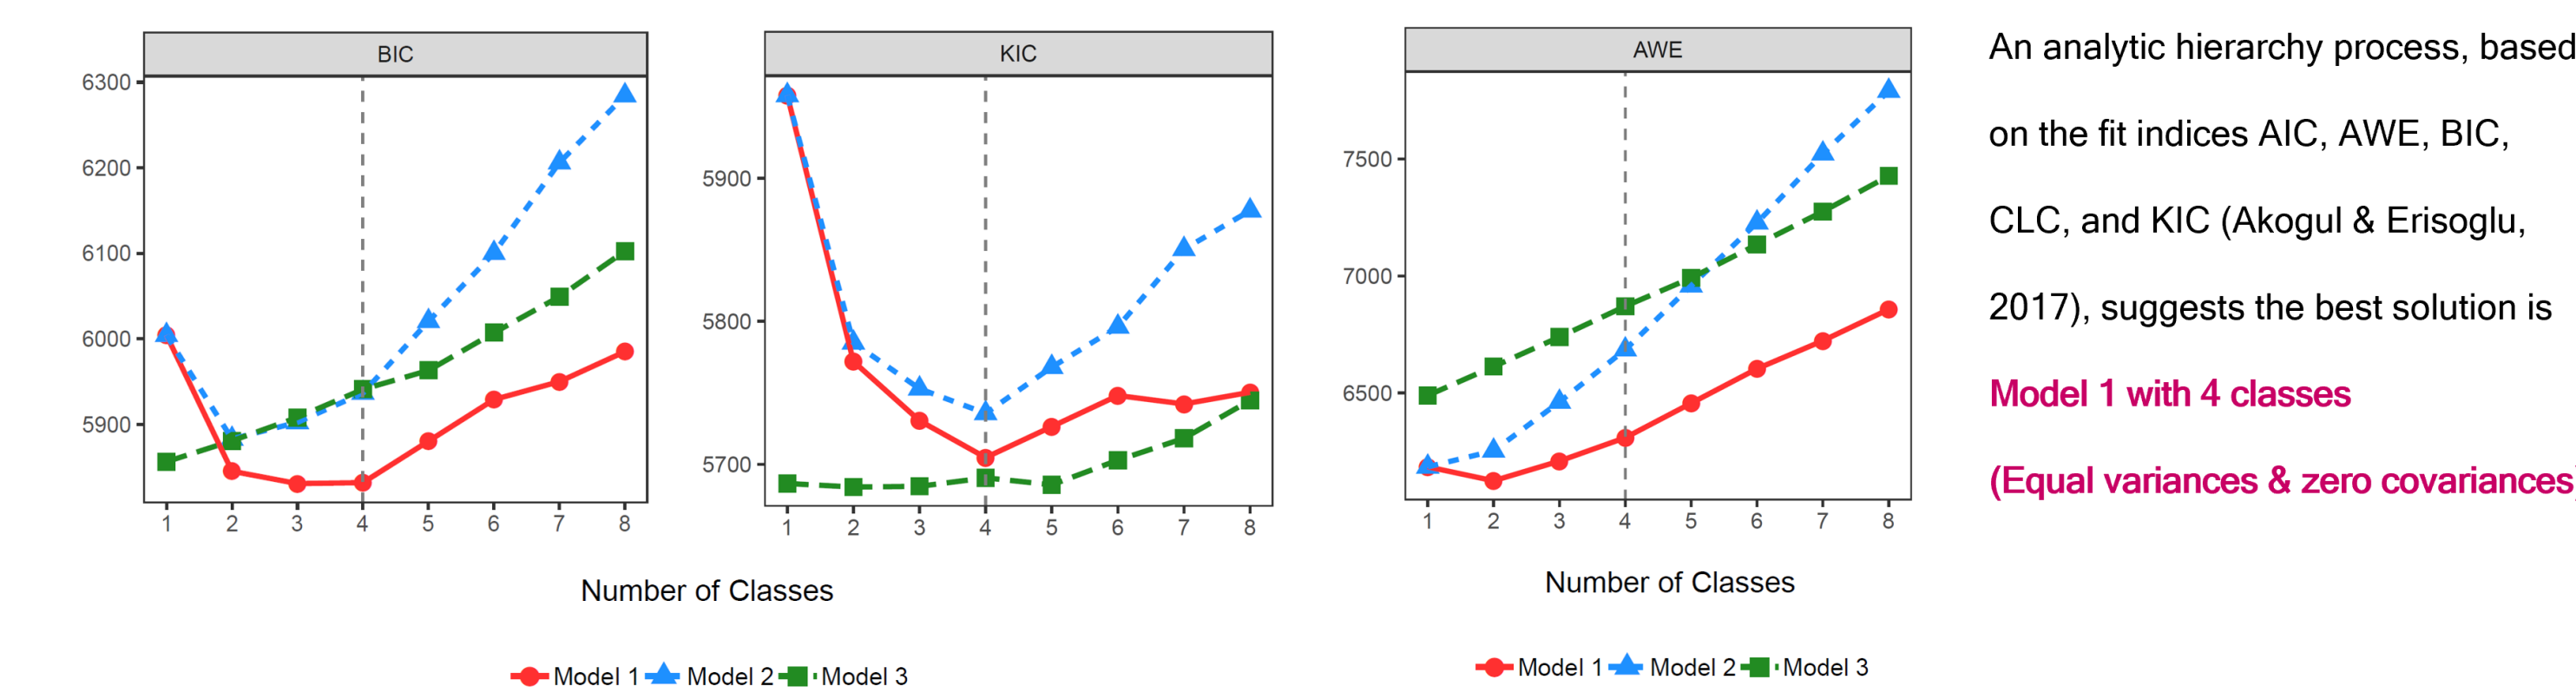 BIC
6300
6200
6100
6000
5900
1 2 3 4 5 6 7 8
KIC
5900
5800
5700
1 2 3 4 5 6 7 8
Number of Classes
Model 1 Model 2 Model 3
AWE
7500
7000
6500
1 2 3 4 5 6 7 8
Number of Classes
Model 1 Model 2 Model 3
An analytic hierarchy process, based
on the fit indices AIC, AWE, BIC,
CLC, and KIC (Akogul & Erisoglu,
2017), suggests the best solution is
Model 1 with 4 classes
(Equal variances & zero covariances)